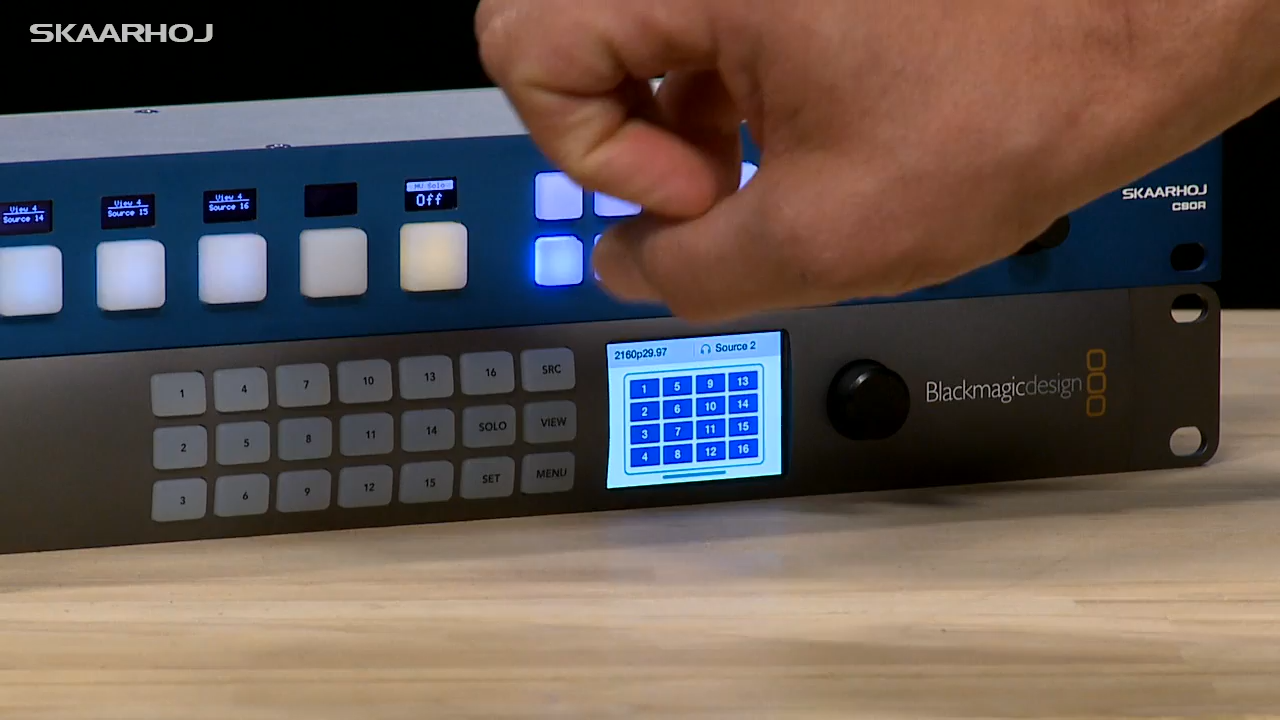 SKAARHOJ
View 4
Source 14
View 4
Source 15
View 4
Source 16
MV Solo
Off
SKAARHOJ
C90R
1 4 7 10 13 16 SRC
2 5 8 11 14 SOLO VIEW
3 6 9 12 15 SET MENU
2160p29.97 Source 2
1 5 9 13
2 6 10 14
3 7 11 15
4 8 12 16
Blackmagicdesign